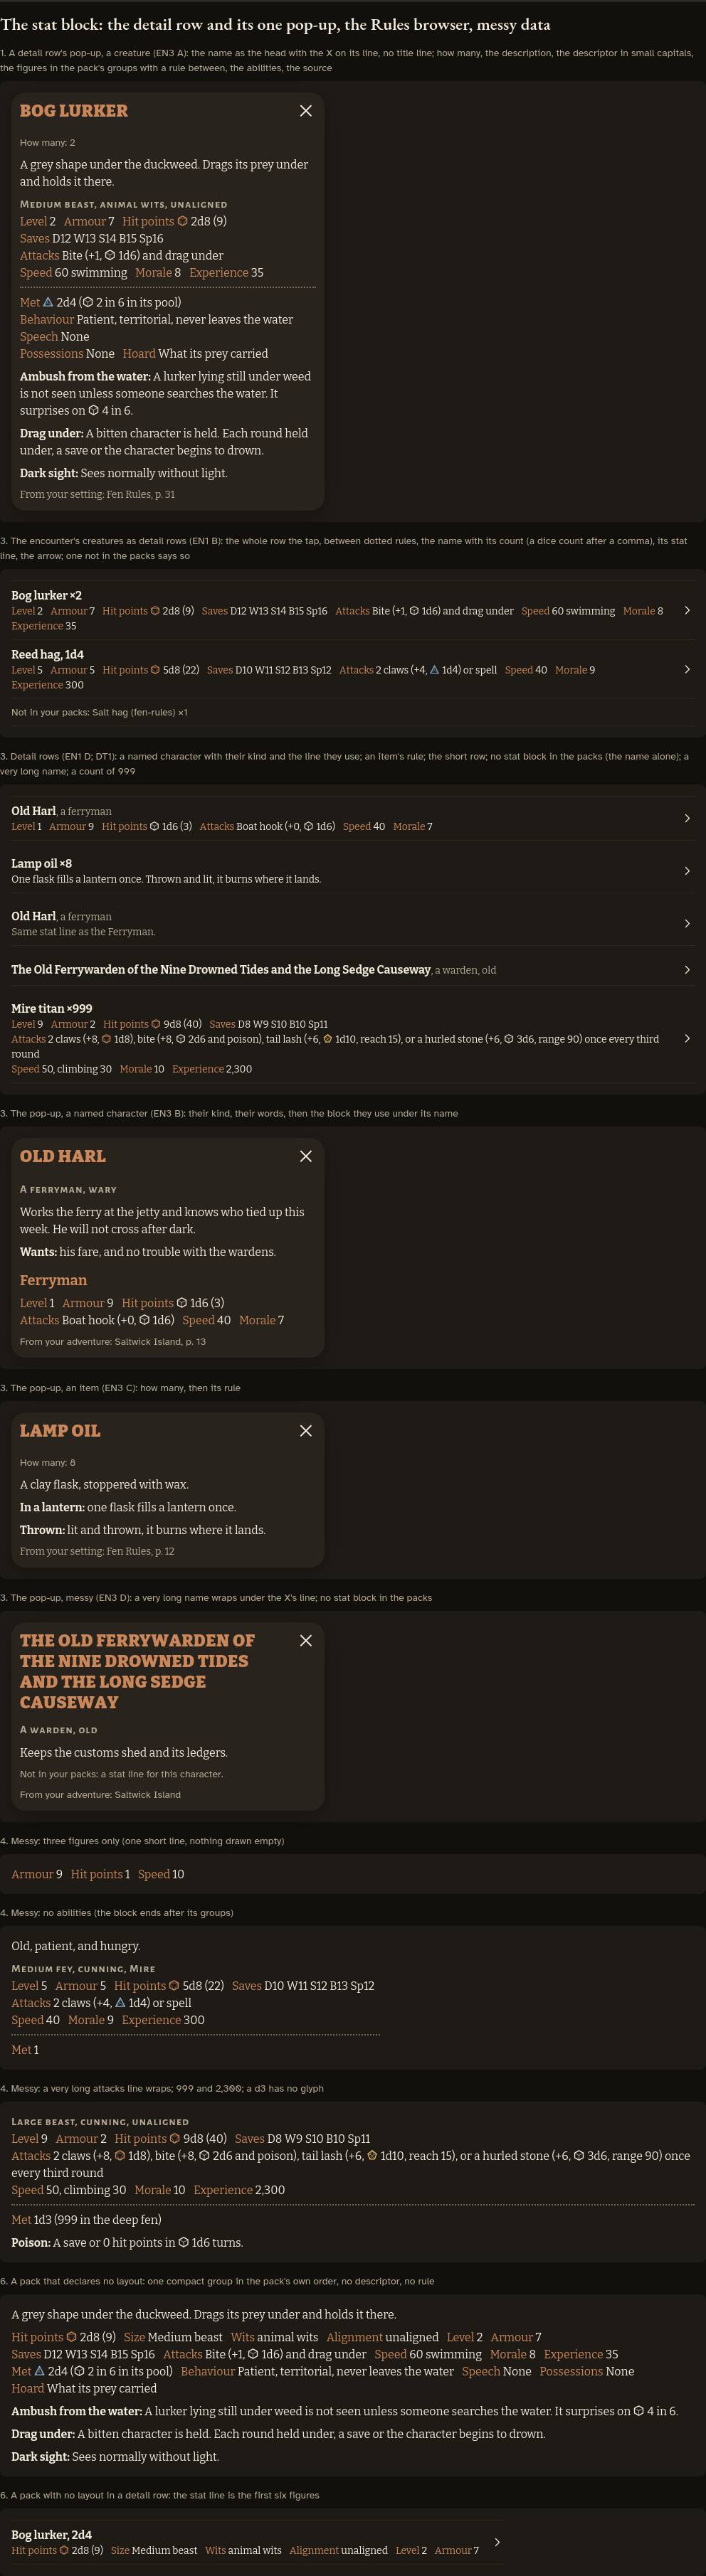 The stat block: the detail row and its one pop-up, the Rules browser, messy data
1. A detail row's pop-up, a creature (EN3 A): the name as the head with the X on its line, no title line; how many, the description, the descriptor in small capitals,
the figures in the pack's groups with a rule between, the abilities, the source
BOG LURKER
How many: 2
A grey shape under the duckweed. Drags its prey under
and holds it there.
MEDIUM BEAST, ANIMAL WITS, UNALIGNED
Level 2 Armour 7 Hit points 2d8 (9)
Saves D12 W13 S14 B15 Sp16
Attacks Bite (+1, 1d6) and drag under
Speed 60 swimming Morale 8 Experience 35
Met 2d4 (2 in 6 in its pool)
Behaviour Patient, territorial, never leaves the water
Speech None
Possessions None Hoard What its prey carried
Ambush from the water: A lurker lying still under weed
is not seen unless someone searches the water. It
surprises on 4 in 6.
Drag under: A bitten character is held. Each round held
under, a save or the character begins to drown.
Dark sight: Sees normally without light.
From your setting: Fen Rules, p. 31
3. The encounter's creatures as detail rows (EN1 B): the whole row the tap, between dotted rules, the name with its count (a dice count after a comma), its stat
line, the arrow; one not in the packs says so
Bog lurker ×2
Level 2 Armour 7 Hit points 2d8 (9) Saves D12 W13 S14 B15 Sp16 Attacks Bite (+1, 1d6) and drag under Speed 60 swimming Morale 8
Experience 35
Reed hag, 1d4
Level 5 Armour 5 Hit points 5d8 (22) Saves D10 W11 S12 B13 Sp12 Attacks 2 claws (+4, 1d4) or spell Speed 40 Morale 9
Experience 300
Not in your packs: Salt hag (fen-rules) ×1
3. Detail rows (EN1 D; DT1): a named character with their kind and the line they use; an item's rule; the short row; no stat block in the packs (the name alone); a
very long name; a count of 999
Old Harl, a ferryman
Level 1 Armour 9 Hit points 1d6 (3) Attacks Boat hook (+0, 1d6) Speed 40 Morale 7
Lamp oil ×8
One flask fills a lantern once. Thrown and lit, it burns where it lands.
Old Harl, a ferryman
Same stat line as the Ferryman.
The Old Ferrywarden of the Nine Drowned Tides and the Long Sedge Causeway, a warden, old
Mire titan ×999
Level 9 Armour 2 Hit points 9d8 (40) Saves D8 W9 S10 B10 Sp11
Attacks 2 claws (+8, 1d8), bite (+8, 2d6 and poison), tail lash (+6, 1d10, reach 15), or a hurled stone (+6, 3d6, range 90) once every third
round
Speed 50, climbing 30 Morale 10 Experience 2,300
3. The pop-up, a named character (EN3 B): their kind, their words, then the block they use under its name
OLD HARL
A FERRYMAN, WARY
Works the ferry at the jetty and knows who tied up this
week. He will not cross after dark.
Wants: his fare, and no trouble with the wardens.
Ferryman
Level 1 Armour 9 Hit points 1d6 (3)
Attacks Boat hook (+0, 1d6) Speed 40 Morale 7
From your adventure: Saltwick Island, p. 13
3. The pop-up, an item (EN3 C): how many, then its rule
LAMP OIL
How many: 8
A clay flask, stoppered with wax.
In a lantern: one flask fills a lantern once.
Thrown: lit and thrown, it burns where it lands.
From your setting: Fen Rules, p. 12
3. The pop-up, messy (EN3 D): a very long name wraps under the X's line; no stat block in the packs
THE OLD FERRYWARDEN OF
THE NINE DROWNED TIDES
AND THE LONG SEDGE
CAUSEWAY
A WARDEN, OLD
Keeps the customs shed and its ledgers.
Not in your packs: a stat line for this character.
From your adventure: Saltwick Island
4. Messy: three figures only (one short line, nothing drawn empty)
Armour 9 Hit points 1 Speed 10
4. Messy: no abilities (the block ends after its groups)
Old, patient, and hungry.
MEDIUM FEY, CUNNING, MIRE
Level 5 Armour 5 Hit points 5d8 (22) Saves D10 W11 S12 B13 Sp12
Attacks 2 claws (+4, 1d4) or spell
Speed 40 Morale 9 Experience 300
Met 1
4. Messy: a very long attacks line wraps; 999 and 2,300; a d3 has no glyph
LARGE BEAST, CUNNING, UNALIGNED
Level 9 Armour 2 Hit points 9d8 (40) Saves D8 W9 S10 B10 Sp11
Attacks 2 claws (+8, 1d8), bite (+8, 2d6 and poison), tail lash (+6, 1d10, reach 15), or a hurled stone (+6, 3d6, range 90) once
every third round
Speed 50, climbing 30 Morale 10 Experience 2,300
Met 1d3 (999 in the deep fen)
Poison: A save or 0 hit points in 1d6 turns.
6. A pack that declares no layout: one compact group in the pack's own order, no descriptor, no rule
A grey shape under the duckweed. Drags its prey under and holds it there.
Hit points 2d8 (9) Size Medium beast Wits animal wits Alignment unaligned Level 2 Armour 7
Saves D12 W13 S14 B15 Sp16 Attacks Bite (+1, 1d6) and drag under Speed 60 swimming Morale 8 Experience 35
Met 2d4 (2 in 6 in its pool) Behaviour Patient, territorial, never leaves the water Speech None Possessions None
Hoard What its prey carried
Ambush from the water: A lurker lying still under weed is not seen unless someone searches the water. It surprises on 4 in 6.
Drag under: A bitten character is held. Each round held under, a save or the character begins to drown.
Dark sight: Sees normally without light.
6. A pack with no layout in a detail row: the stat line is the first six figures
Bog lurker, 2d4
Hit points 2d8 (9) Size Medium beast Wits animal wits Alignment unaligned Level 2 Armour 7